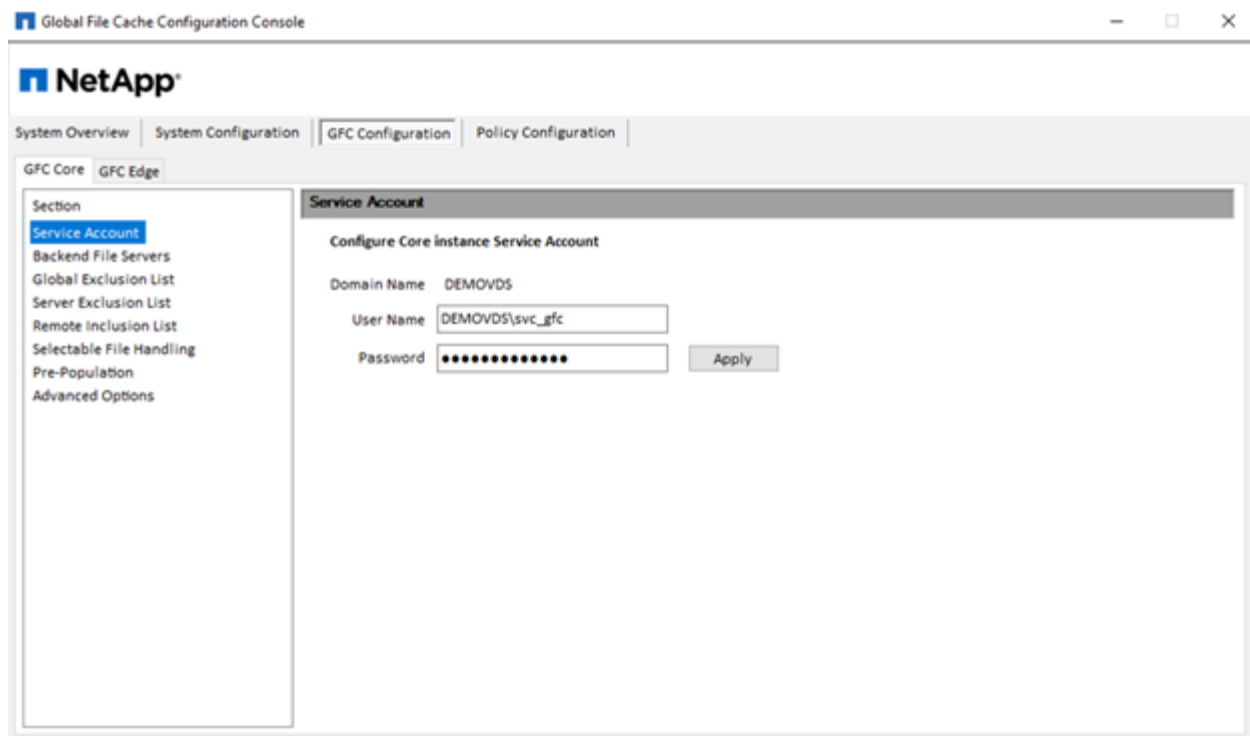 Global File Cache Configuration Console
NetApp
System Overview System Configuration GFC Configuration Policy Configuration
GFC Core GFC Edge
Section
Service Account
Backend File Servers
Global Exclusion List
Server Exclusion List
Remote Inclusion List
Selectable File Handling
Pre-Population
Advanced Options
Service Account
Configure Core instance Service Account
Domain Name DEMOVDS
User Name DEMOVDS\svc_gfc
Password ●●●●●●●●●●●●● Apply